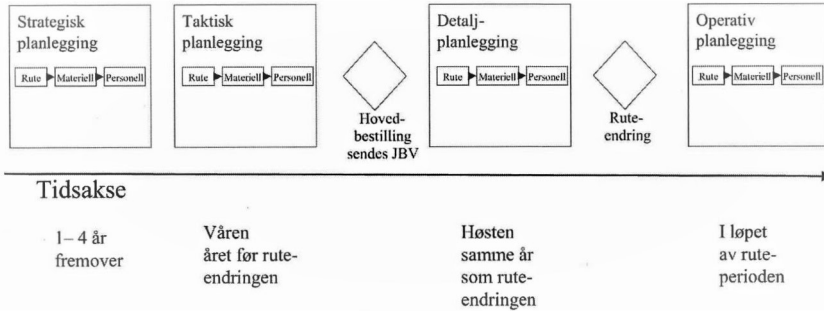 Strategisk
planlegging
Rute
Materiell
Personell
Taktisk
planlegging
Rute
Materiell
Personell
Hoved-
bestilling
sendes JBV
Detalj-
planlegging
Rute
Materiell
Personell
Rute-
endring
Operativ
planlegging
Rute
Materiell
Personell
Tidsakse
1– 4 år
fremover
Våren
året før rute-
endringen
Høsten
samme år
som rute-
endringen
I løpet
av rute-
perioden